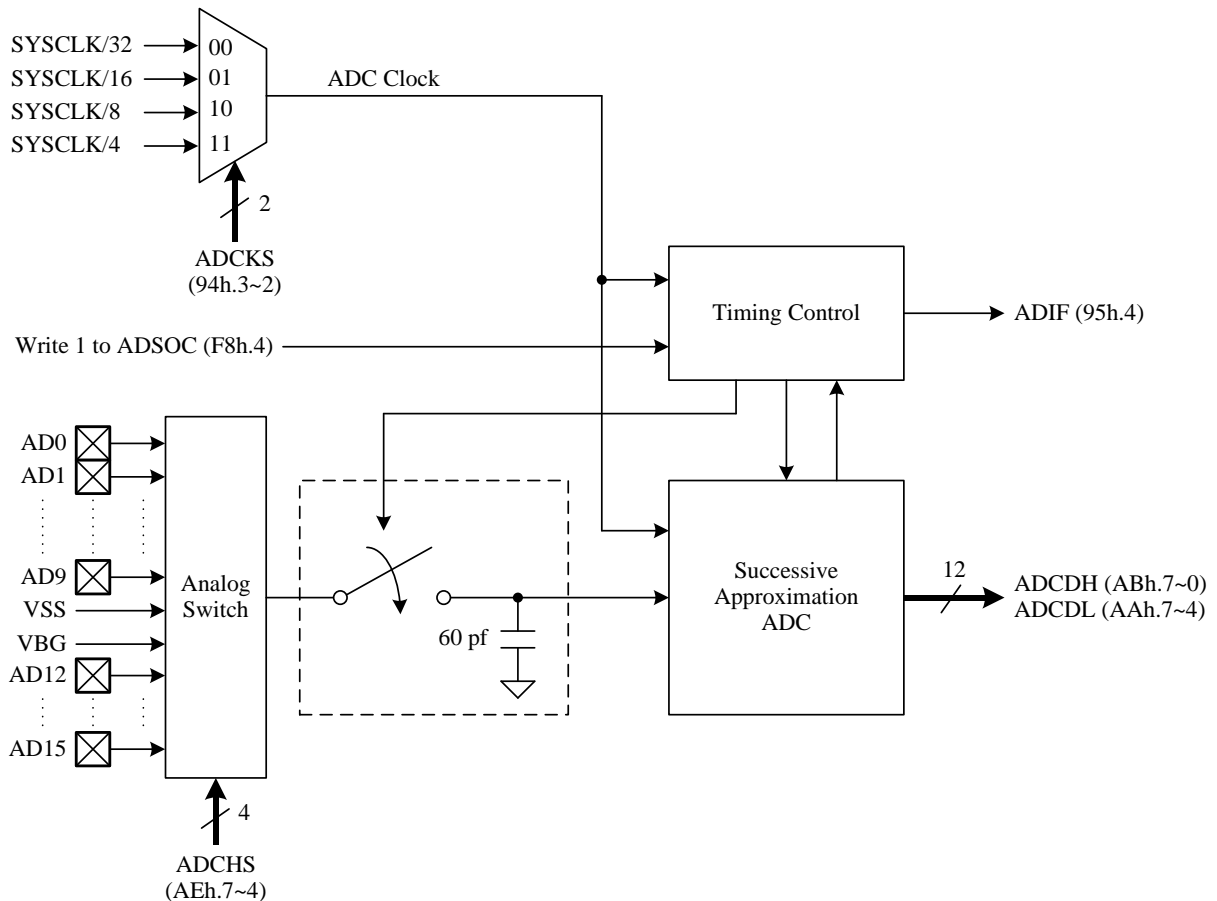 SYSCLK/32
00
SYSCLK/16
01
ADC Clock
SYSCLK/8
10
SYSCLK/4
11
2
ADCKS
(94h.3~2)
Timing Control
ADIF (95h.4)
Write 1 to ADSOC (F8h.4)
AD0
AD1
AD9
VSS
VBG
AD12
AD15
Analog
Switch
60 pf
Successive
Approximation
ADC
12
ADCDH (ABh.7~0)
ADCDL (AAh.7~4)
4
ADCHS
(AEh.7~4)